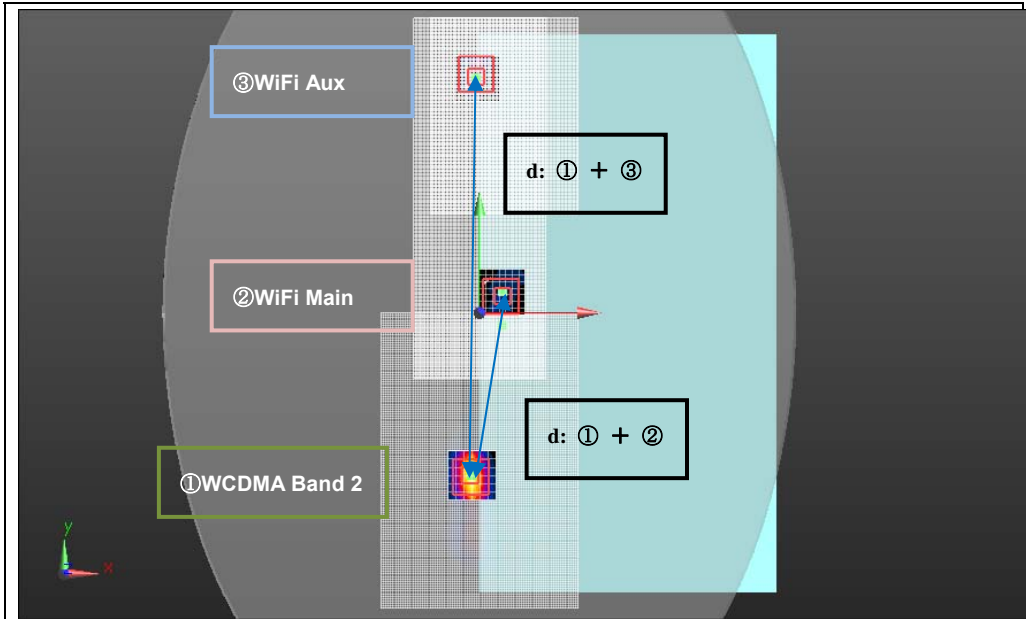 ③WiFi Aux
d: ① + ③
②WiFi Main
d: ① + ②
①WCDMA Band 2
y
x